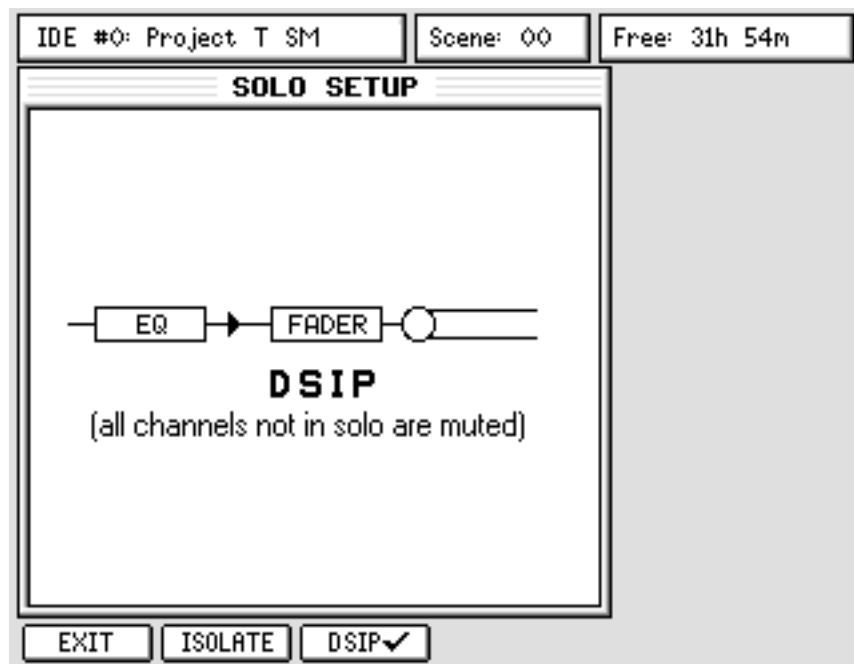 IDE #0: Project T SM
Scene: 00
Free: 31h 54m
SOLO SETUP
EQ
FADER
DSIP
(all channels not in solo are muted)
EXIT
ISOLATE
DSIP✓